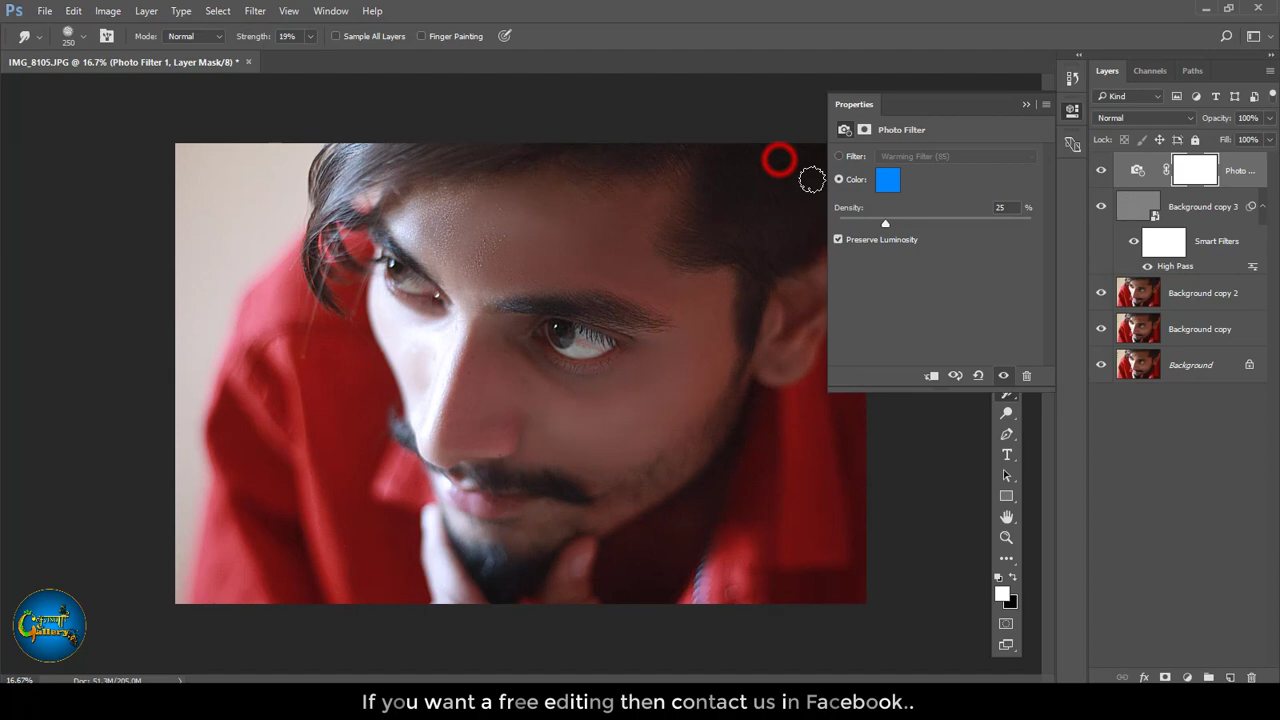 Ps File Edit Image Layer Type Select Filter View Window Help
250 Mode: Normal Strength: 19% Sample All Layers Finger Painting
IMG_8105.JPG @ 16.7% (Photo Filter 1, Layer Mask/8) * ×
Properties
Photo Filter
Filter: Warming Filter (85)
Color:
Density: 25 %
Preserve Luminosity
Layers Channels Paths
Kind
Normal Opacity: 100%
Lock: Fill: 100%
Photo ...
Background copy 3
Smart Filters
High Pass
Background copy 2
Background copy
Background
Gallery
16.67% Doc: 51.3M/205.0M
If you want a free editing then contact us in Facebook..